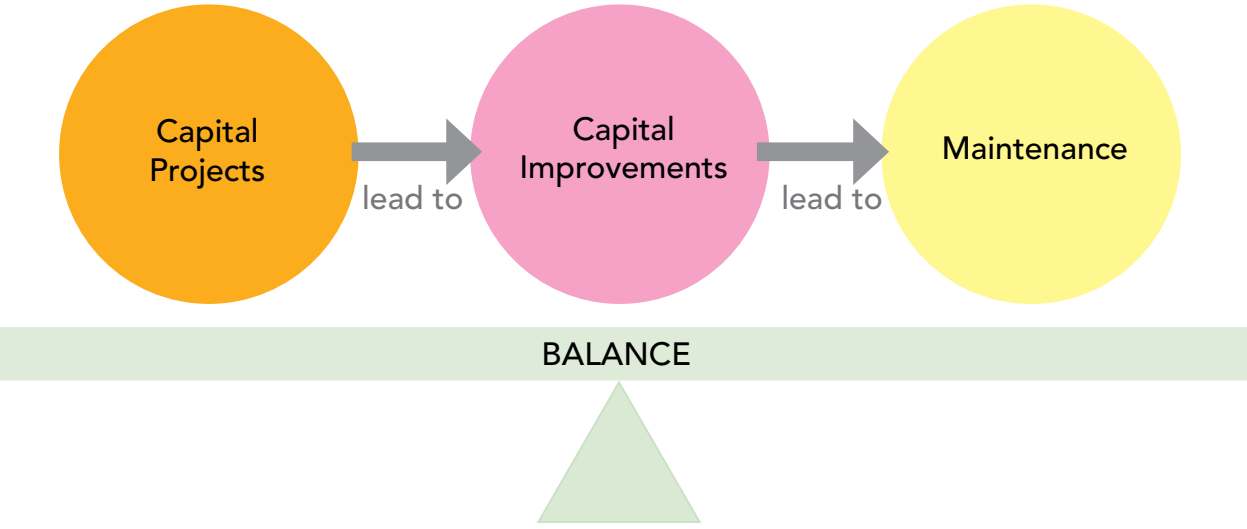 Capital
Projects
lead to
Capital
Improvements
lead to
Maintenance
BALANCE